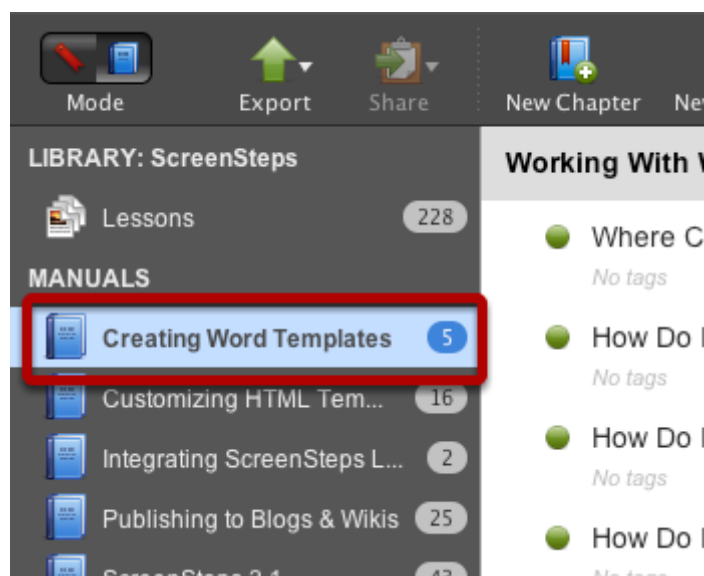 Mode
Export
Share
New Chapter
LIBRARY: ScreenSteps
Lessons
228
MANUALS
Creating Word Templates
5
Customizing HTML Tem...
16
Integrating ScreenSteps L...
2
Publishing to Blogs & Wikis
25
Working With
Where
No tags
How Do
No tags
How Do
No tags
How Do